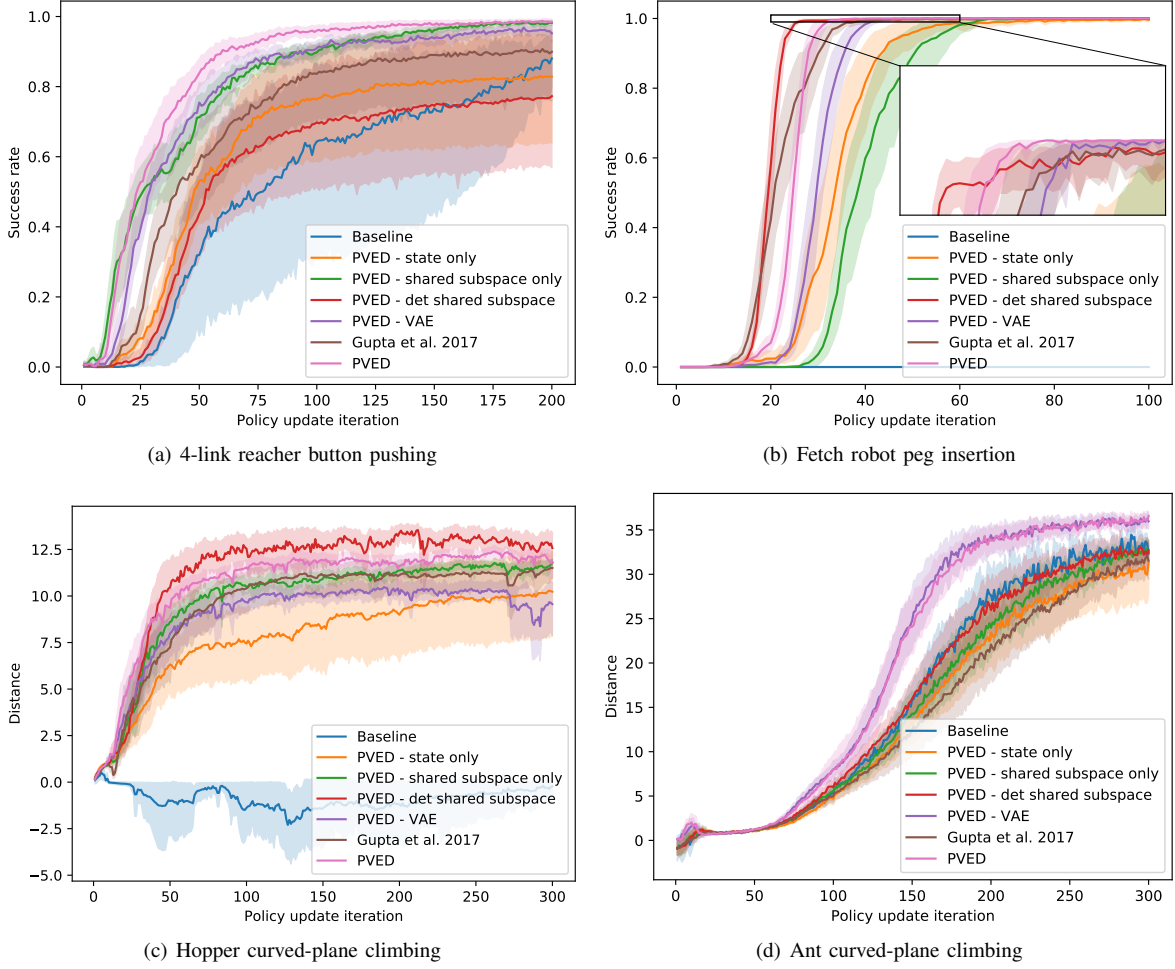 1.0
0.8
0.6
0.4
0.2
0.0
Success rate
0 25 50 75 100 125 150 175 200
Policy update iteration
Baseline
PVED - state only
PVED - shared subspace only
PVED - det shared subspace
PVED - VAE
Gupta et al. 2017
PVED
(a) 4-link reacher button pushing
1.0
0.8
0.6
0.4
0.2
0.0
Success rate
0 20 40 60 80 100
Policy update iteration
Baseline
PVED - state only
PVED - shared subspace only
PVED - det shared subspace
PVED - VAE
Gupta et al. 2017
PVED
(b) Fetch robot peg insertion
12.5
10.0
7.5
5.0
2.5
0.0
−2.5
−5.0
Distance
0 50 100 150 200 250 300
Policy update iteration
Baseline
PVED - state only
PVED - shared subspace only
PVED - det shared subspace
PVED - VAE
Gupta et al. 2017
PVED
(c) Hopper curved-plane climbing
35
30
25
20
15
10
5
0
Distance
0 50 100 150 200 250 300
Policy update iteration
Baseline
PVED - state only
PVED - shared subspace only
PVED - det shared subspace
PVED - VAE
Gupta et al. 2017
PVED
(d) Ant curved-plane climbing